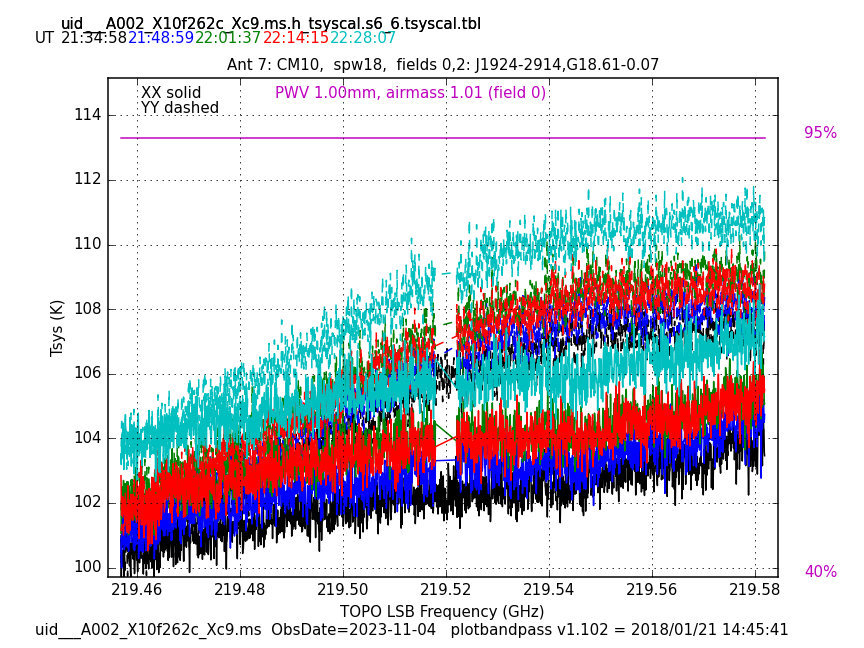 uid___A002_X10f262c_Xc9.ms.h_tsyscal.s6_6.tsyscal.tbl
UT 21:34:58 21:48:59 22:01:37 22:14:15 22:28:07
Ant 7: CM10, spw18, fields 0,2: J1924-2914,G18.61-0.07
XX solid
PWV 1.00mm, airmass 1.01 (field 0)
YY dashed
114
95%
112
110
108
Tsys (K)
106
104
102
100
40%
219.46 219.48 219.50 219.52 219.54 219.56 219.58
TOPO LSB Frequency (GHz)
uid___A002_X10f262c_Xc9.ms ObsDate=2023-11-04 plotbandpass v1.102 = 2018/01/21 14:45:41